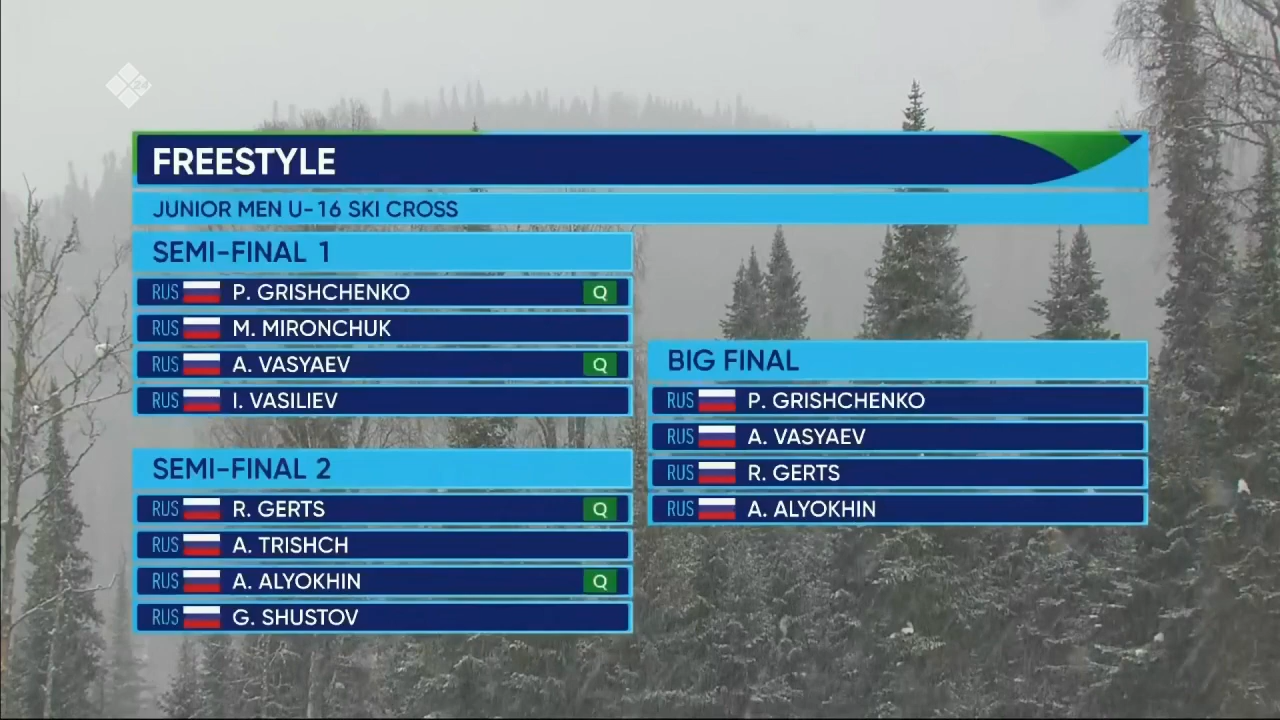 24
FREESTYLE
JUNIOR MEN U-16 SKI CROSS
SEMI-FINAL 1
RUS P. GRISHCHENKO Q
RUS M. MIRONCHUK
RUS A. VASYAEV Q
RUS I. VASILIEV
SEMI-FINAL 2
RUS R. GERTS Q
RUS A. TRISHCH
RUS A. ALYOKHIN Q
RUS G. SHUSTOV
BIG FINAL
RUS P. GRISHCHENKO
RUS A. VASYAEV
RUS R. GERTS
RUS A. ALYOKHIN